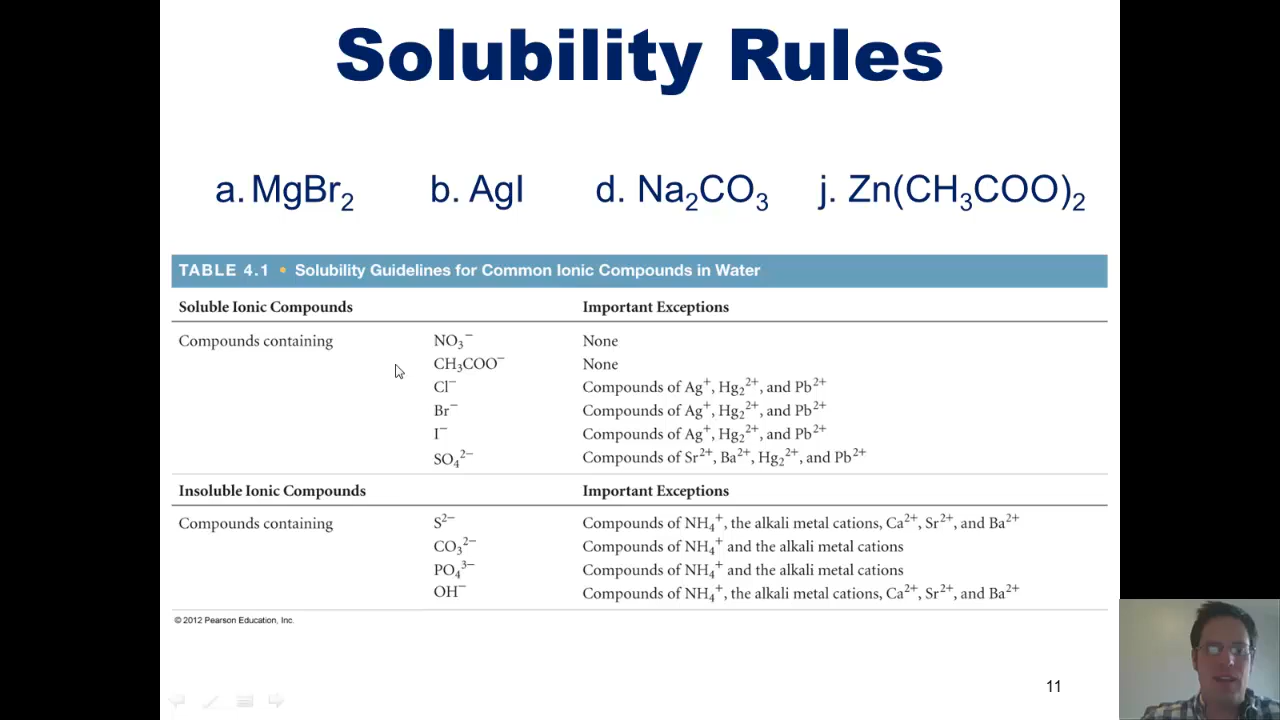 Solubility Rules
a. MgBr₂ b. AgI d. Na₂CO₃ j. Zn(CH₃COO)₂
TABLE 4.1 • Solubility Guidelines for Common Ionic Compounds in Water
Soluble Ionic Compounds Important Exceptions
Compounds containing NO₃⁻ None
CH₃COO⁻ None
Cl⁻ Compounds of Ag⁺, Hg₂²⁺, and Pb²⁺
Br⁻ Compounds of Ag⁺, Hg₂²⁺, and Pb²⁺
I⁻ Compounds of Ag⁺, Hg₂²⁺, and Pb²⁺
SO₄²⁻ Compounds of Sr²⁺, Ba²⁺, Hg₂²⁺, and Pb²⁺
Insoluble Ionic Compounds Important Exceptions
Compounds containing S²⁻ Compounds of NH₄⁺, the alkali metal cations, Ca²⁺, Sr²⁺, and Ba²⁺
CO₃²⁻ Compounds of NH₄⁺ and the alkali metal cations
PO₄³⁻ Compounds of NH₄⁺ and the alkali metal cations
OH⁻ Compounds of NH₄⁺, the alkali metal cations, Ca²⁺, Sr²⁺, and Ba²⁺
© 2012 Pearson Education, Inc.
11